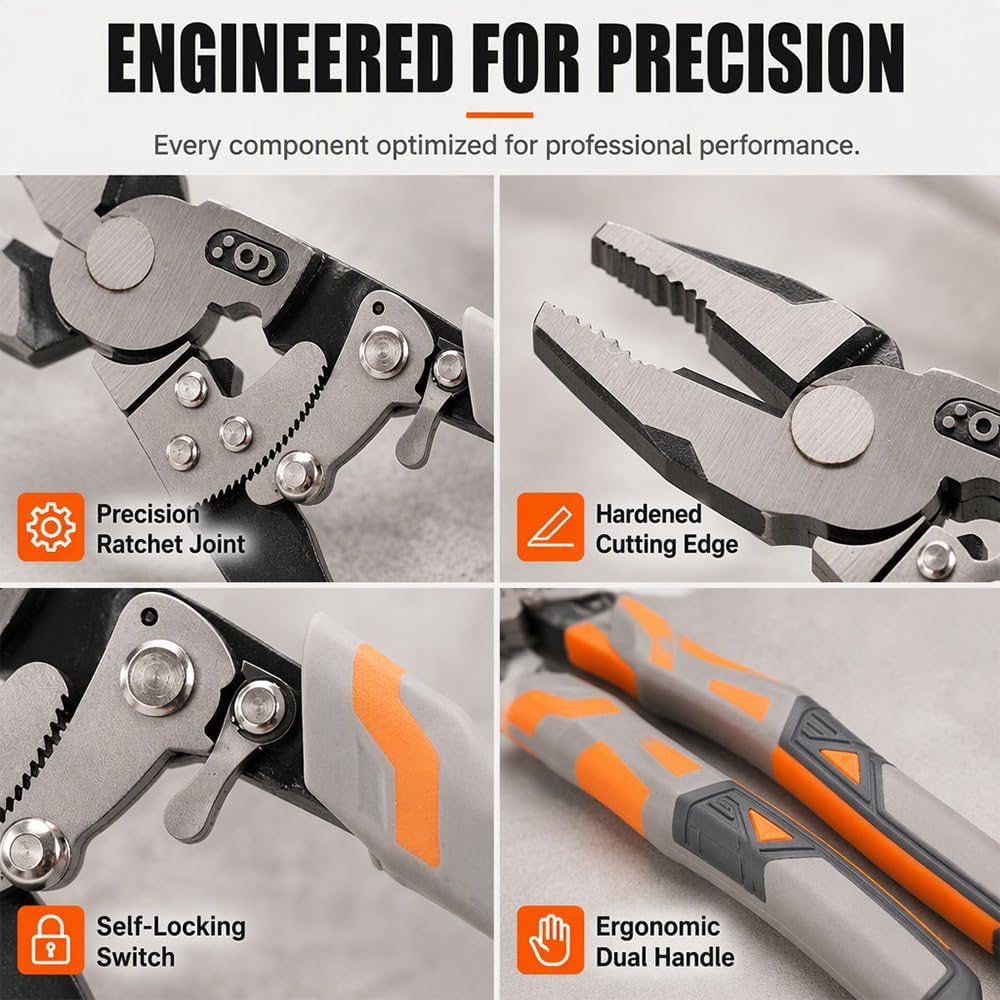 ENGINEERED FOR PRECISION
Every component optimized for professional performance.
Precision
Ratchet Joint
Hardened
Cutting Edge
Self-Locking
Switch
Ergonomic
Dual Handle